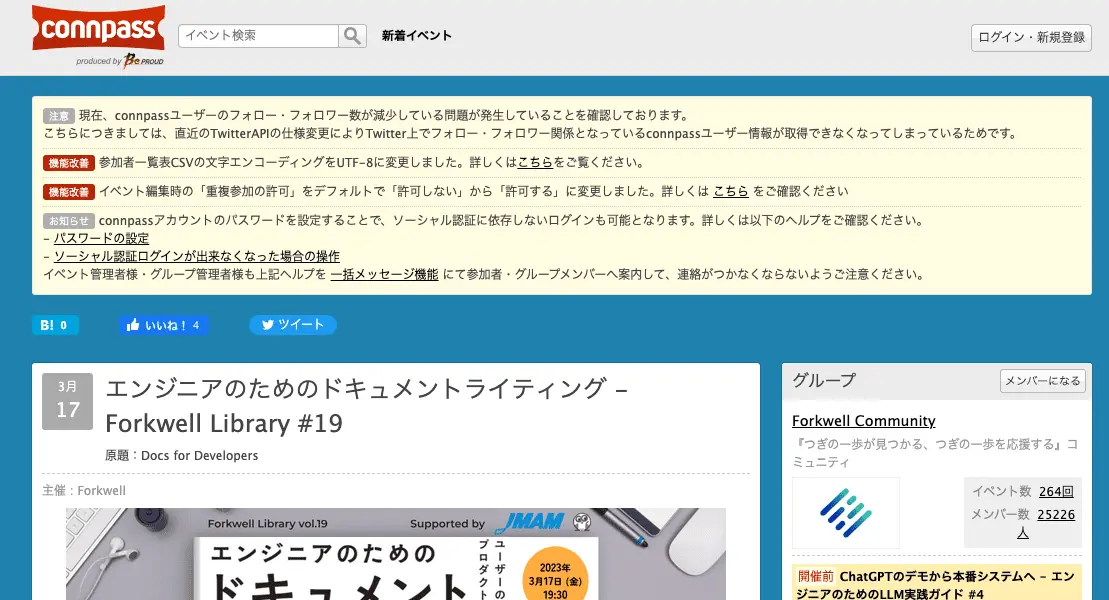 connpass
produced by BePROUD
イベント検索
新着イベント
ログイン・新規登録
注意 現在、connpassユーザーのフォロー・フォロワー数が減少している問題が発生していることを確認しております。
こちらにつきましては、直近のTwitterAPIの仕様変更によりTwitter上でフォロー・フォロワー関係となっているconnpassユーザー情報が取得できなくなってしまっているためです。
機能改善 参加者一覧表CSVの文字エンコーディングをUTF-8に変更しました。詳しくはこちらをご覧ください。
機能改善 イベント編集時の「重複参加の許可」をデフォルトで「許可しない」から「許可する」に変更しました。詳しくは こちら をご確認ください
お知らせ connpassアカウントのパスワードを設定することで、ソーシャル認証に依存しないログインも可能となります。詳しくは以下のヘルプをご確認ください。
- パスワードの設定
- ソーシャル認証ログインが出来なくなった場合の操作
イベント管理者様・グループ管理者様も上記ヘルプを 一括メッセージ機能 にて参加者・グループメンバーへ案内して、連絡がつかなくならないようご注意ください。
B! 0
いいね！ 4
ツイート
3月
17
エンジニアのためのドキュメントライティング -
Forkwell Library #19
原題：Docs for Developers
主催 : Forkwell
Forkwell Library vol.19
Supported by JMAM
エンジニアのための
ドキュメント
ユーザーの
プロダクト
2023年
3月17日 (金)
19:30
グループ
メンバーになる
Forkwell Community
『つぎの一歩が見つかる、つぎの一歩を応援する』コ
ミュニティ
イベント数 264回
メンバー数 25226
人
開催前 ChatGPTのデモから本番システムへ - エン
ジニアのためのLLM実践ガイド #4